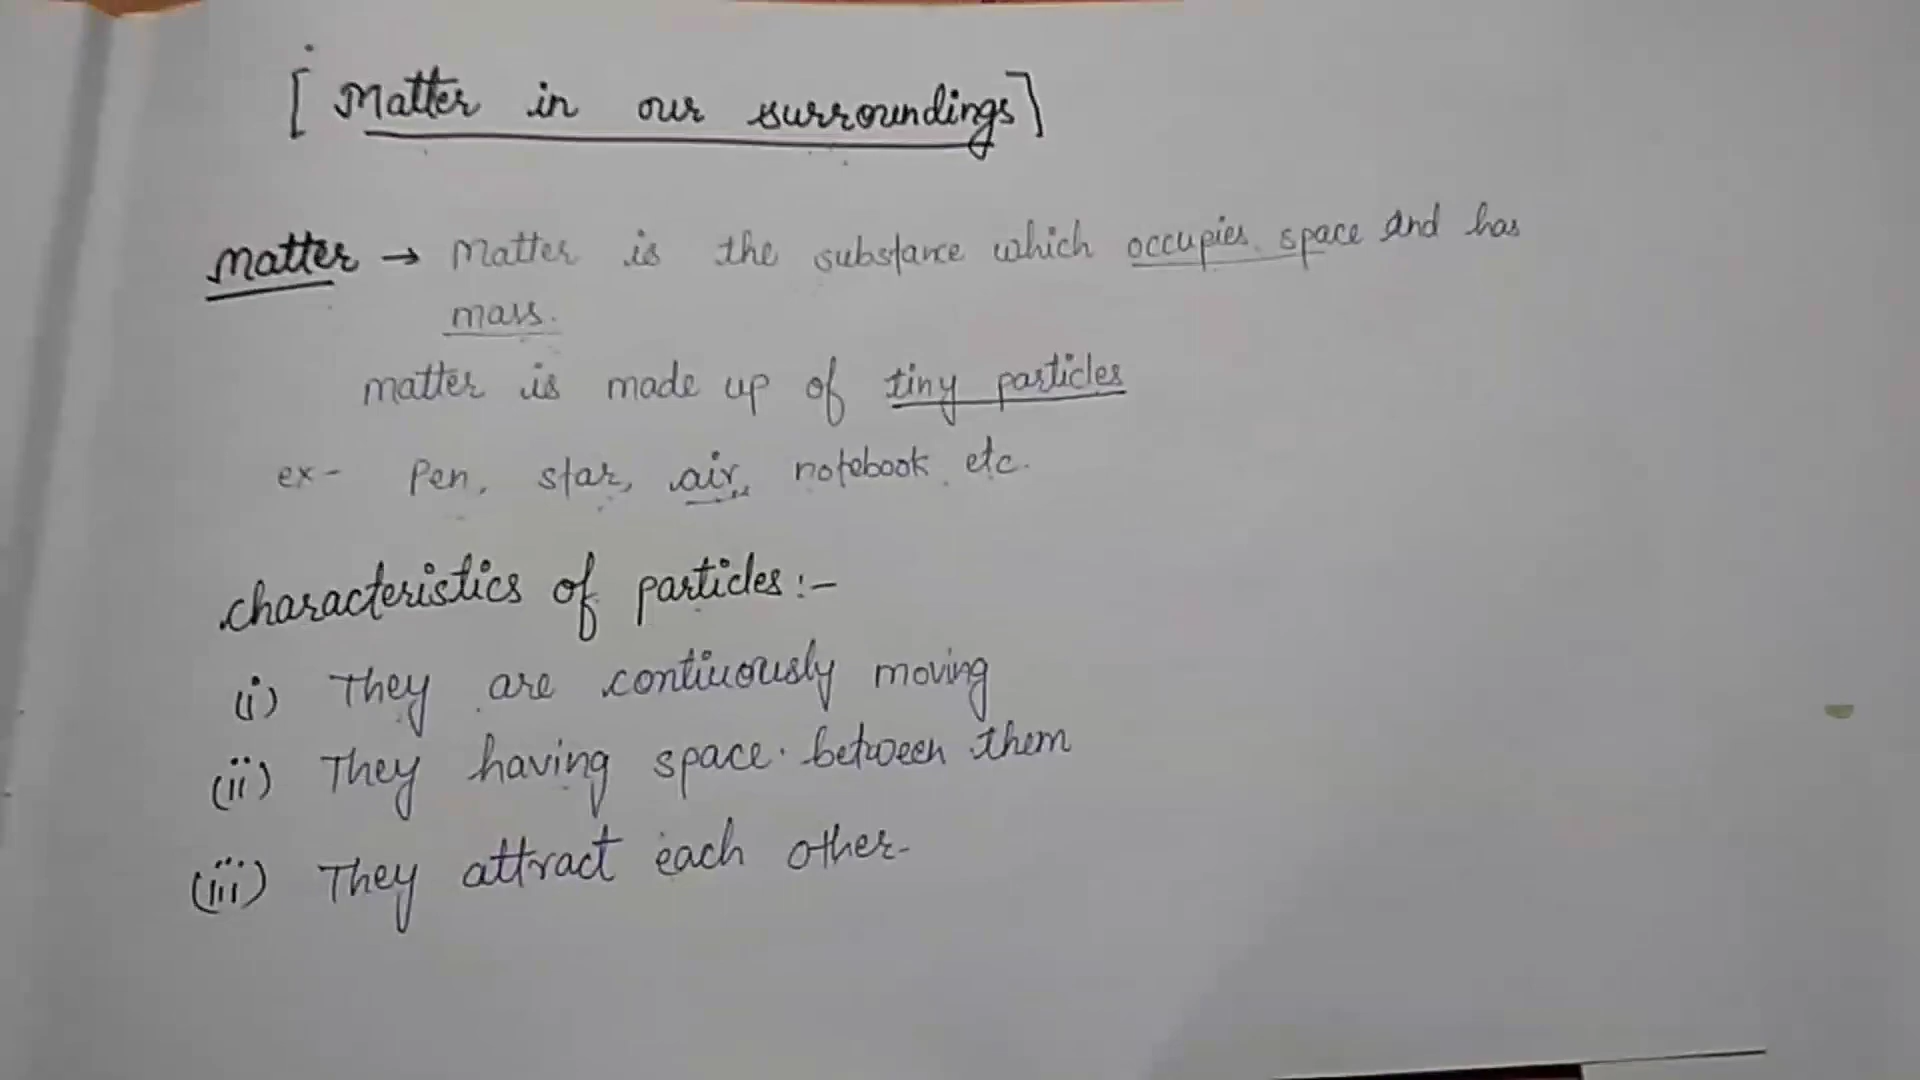 [ Matter in our surroundings]
Matter → Matter is the substance which occupies space and has
mass.
matter is made up of tiny particles
ex- Pen, star, air, notebook etc.
characteristics of particles :-
(i) They are contiuously moving
(ii) They having space between them
(iii) They attract each other-